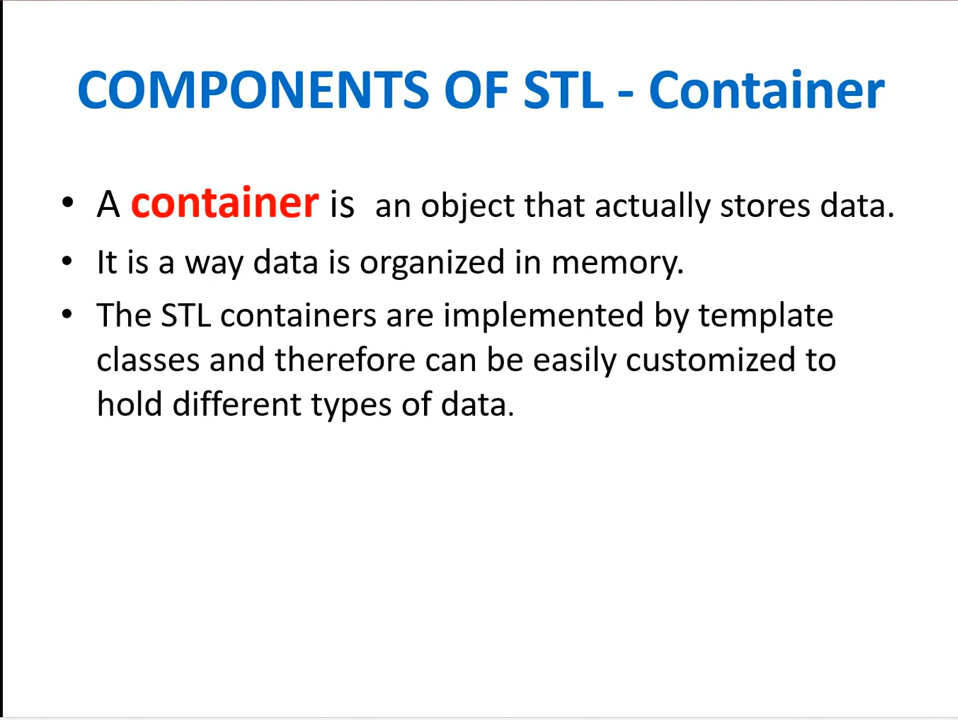 COMPONENTS OF STL - Container
• A container is an object that actually stores data.
• It is a way data is organized in memory.
• The STL containers are implemented by template
classes and therefore can be easily customized to
hold different types of data.